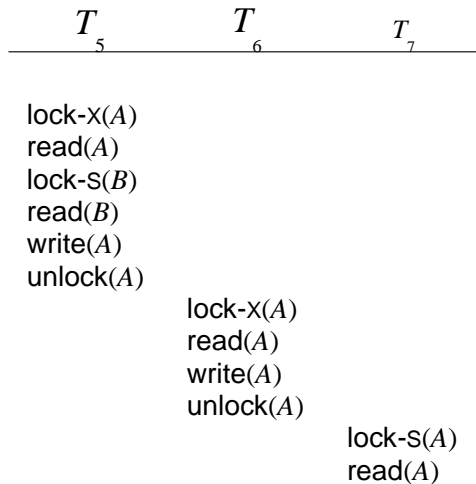 T5 T6 T7
lock-X(A)
read(A)
lock-S(B)
read(B)
write(A)
unlock(A)
lock-X(A)
read(A)
write(A)
unlock(A)
lock-S(A)
read(A)